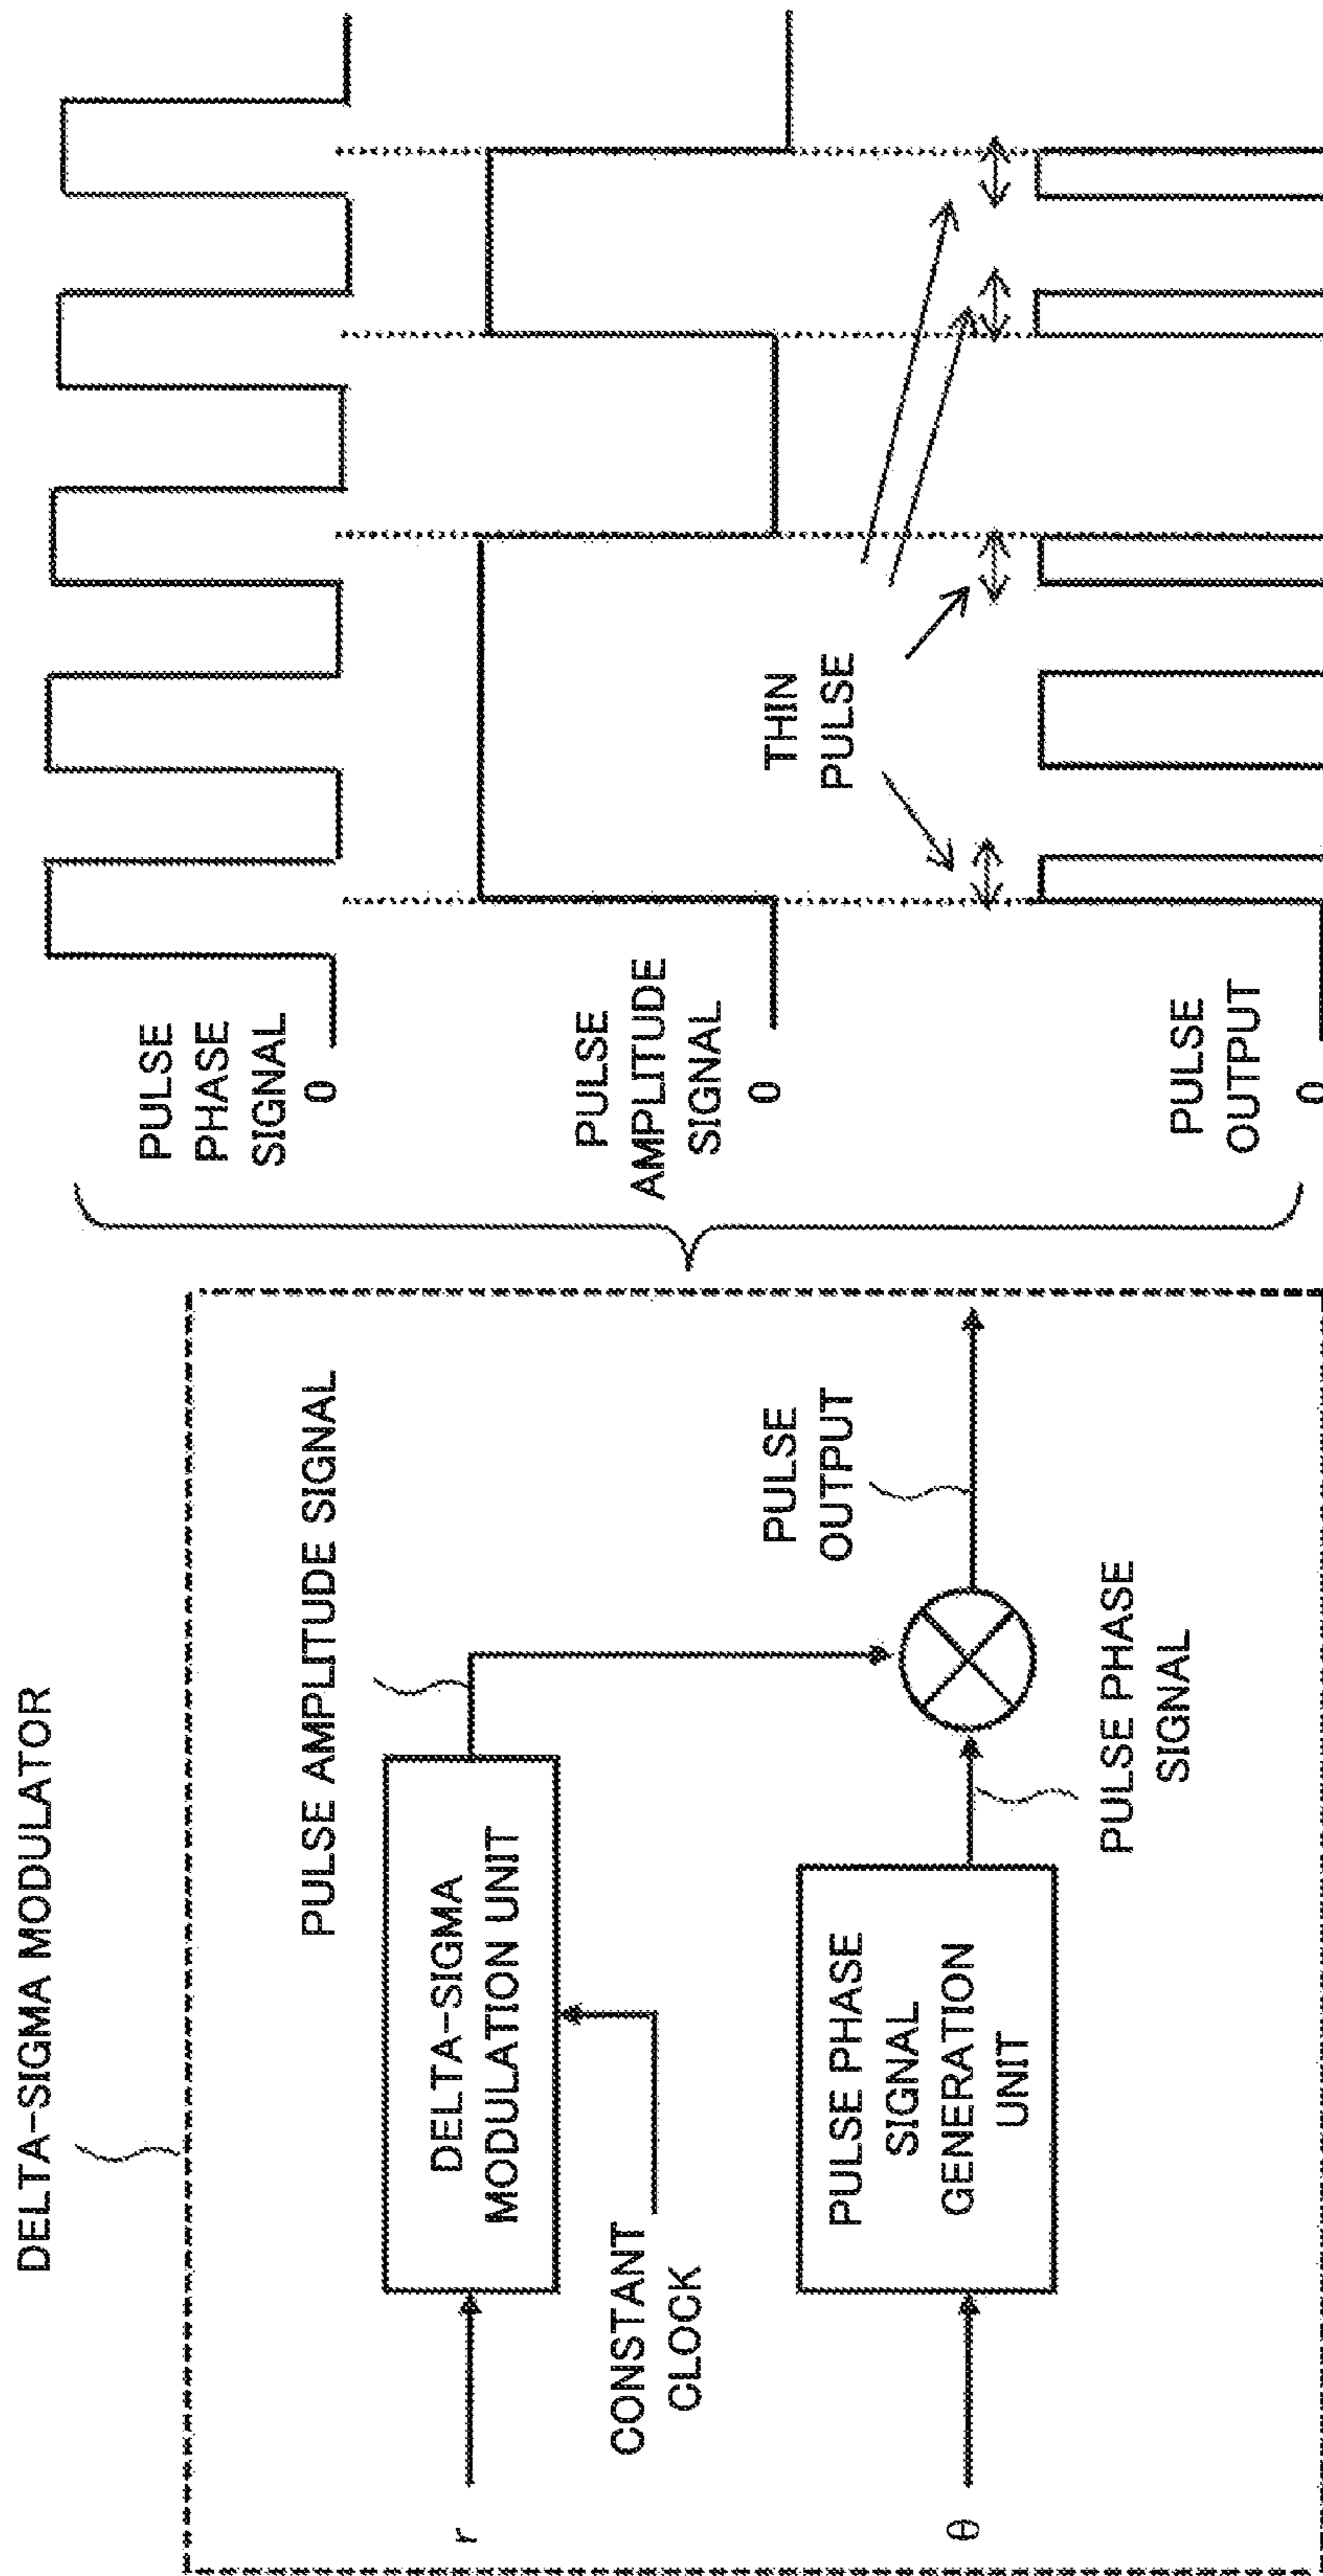 DELTA-SIGMA MODULATOR
PULSE AMPLITUDE SIGNAL
r
DELTA-SIGMA
MODULATION UNIT
CONSTANT
CLOCK
PULSE
OUTPUT
θ
PULSE PHASE
SIGNAL
GENERATION
UNIT
PULSE PHASE
SIGNAL
PULSE
PHASE
SIGNAL
0
PULSE
AMPLITUDE
SIGNAL
0
THIN
PULSE
PULSE
OUTPUT
0